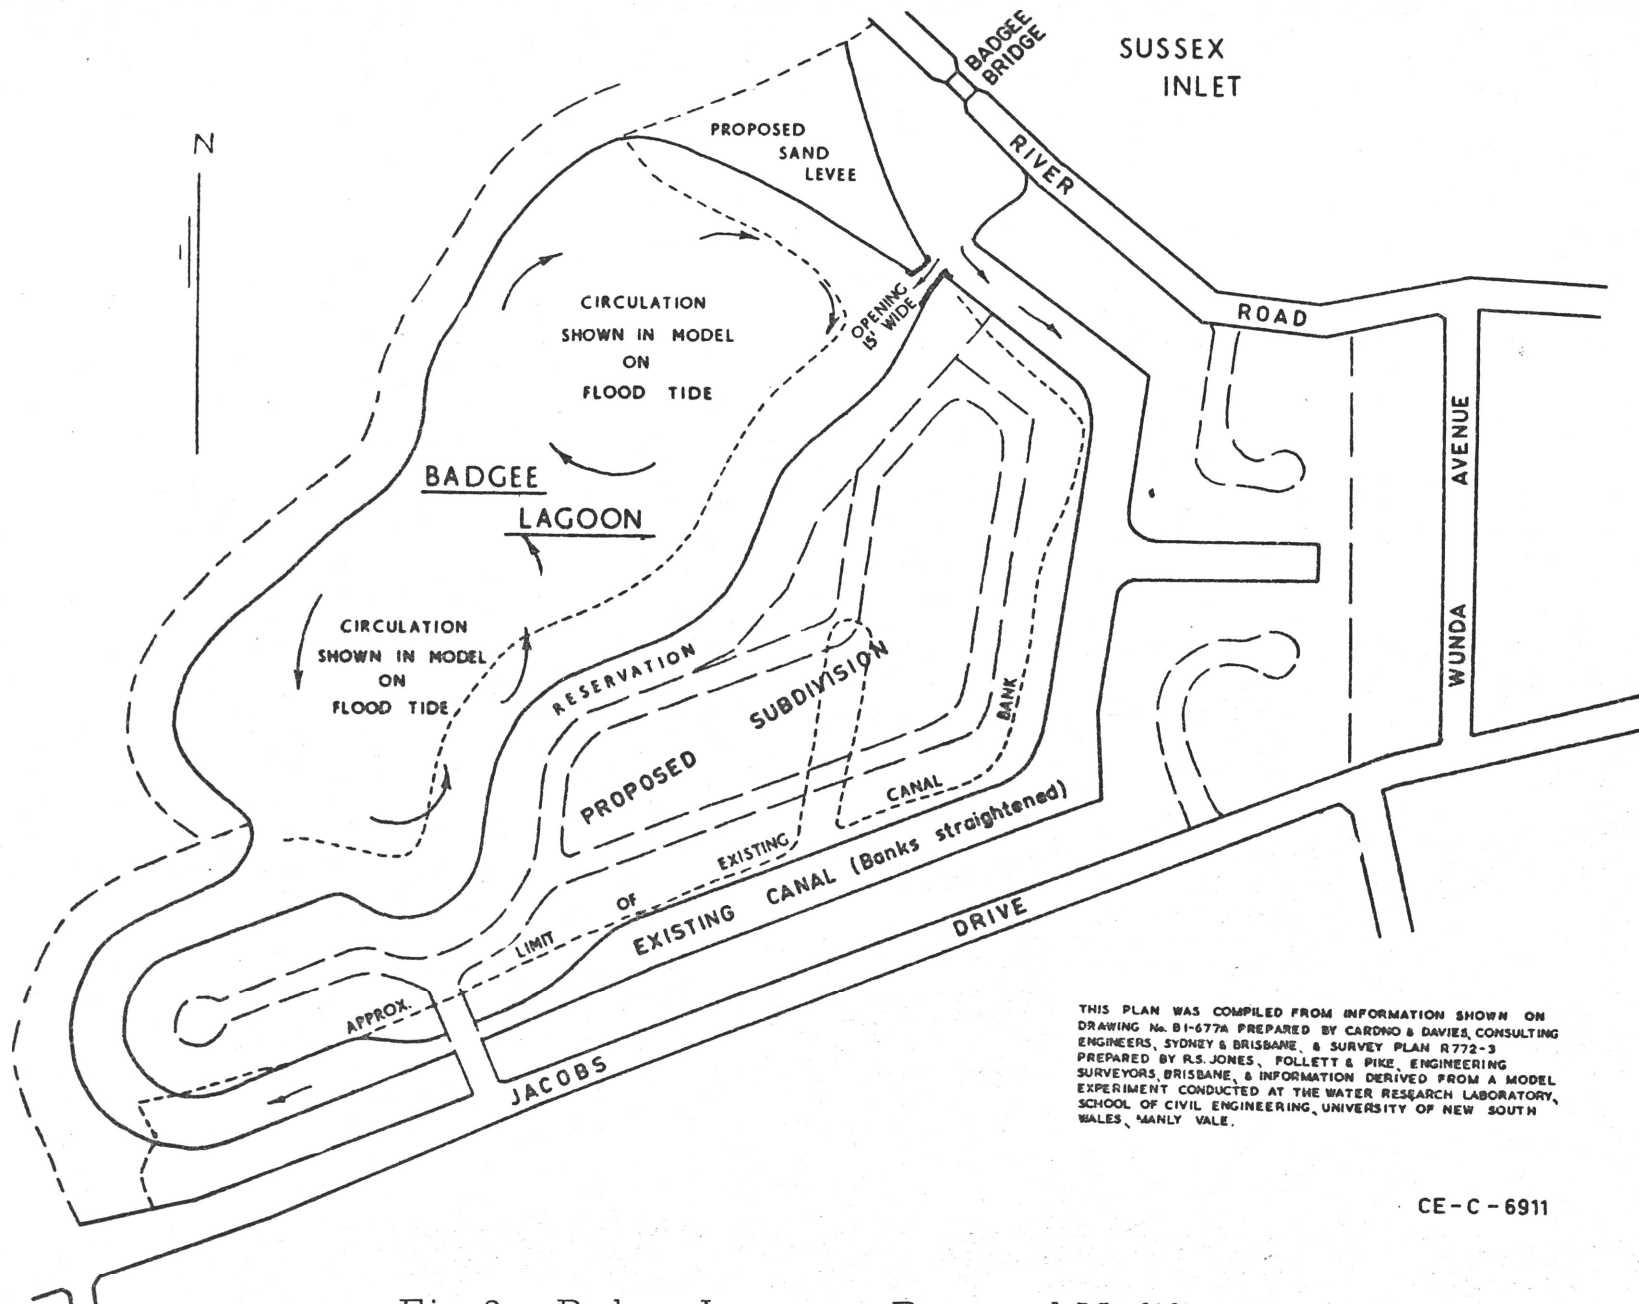 SUSSEX
INLET
BADGEE
BRIDGE
N
PROPOSED
SAND
LEVEE
RIVER
ROAD
OPENING
15' WIDE
CIRCULATION
SHOWN IN MODEL
ON
FLOOD TIDE
BADGEE
LAGOON
AVENUE
WUNDA
CIRCULATION
SHOWN IN MODEL
ON
FLOOD TIDE
RESERVATION
PROPOSED SUBDIVISION
APPROX. LIMIT OF EXISTING CANAL BANK
EXISTING CANAL (Banks straightened)
JACOBS DRIVE
THIS PLAN WAS COMPILED FROM INFORMATION SHOWN ON
DRAWING No. B1-677A PREPARED BY CARDNO & DAVIES, CONSULTING
ENGINEERS, SYDNEY & BRISBANE, & SURVEY PLAN R772-3
PREPARED BY R.S. JONES, FOLLETT & PIKE, ENGINEERING
SURVEYORS, BRISBANE, & INFORMATION DERIVED FROM A MODEL
EXPERIMENT CONDUCTED AT THE WATER RESEARCH LABORATORY,
SCHOOL OF CIVIL ENGINEERING, UNIVERSITY OF NEW SOUTH
WALES, MANLY VALE.
CE-C-6911